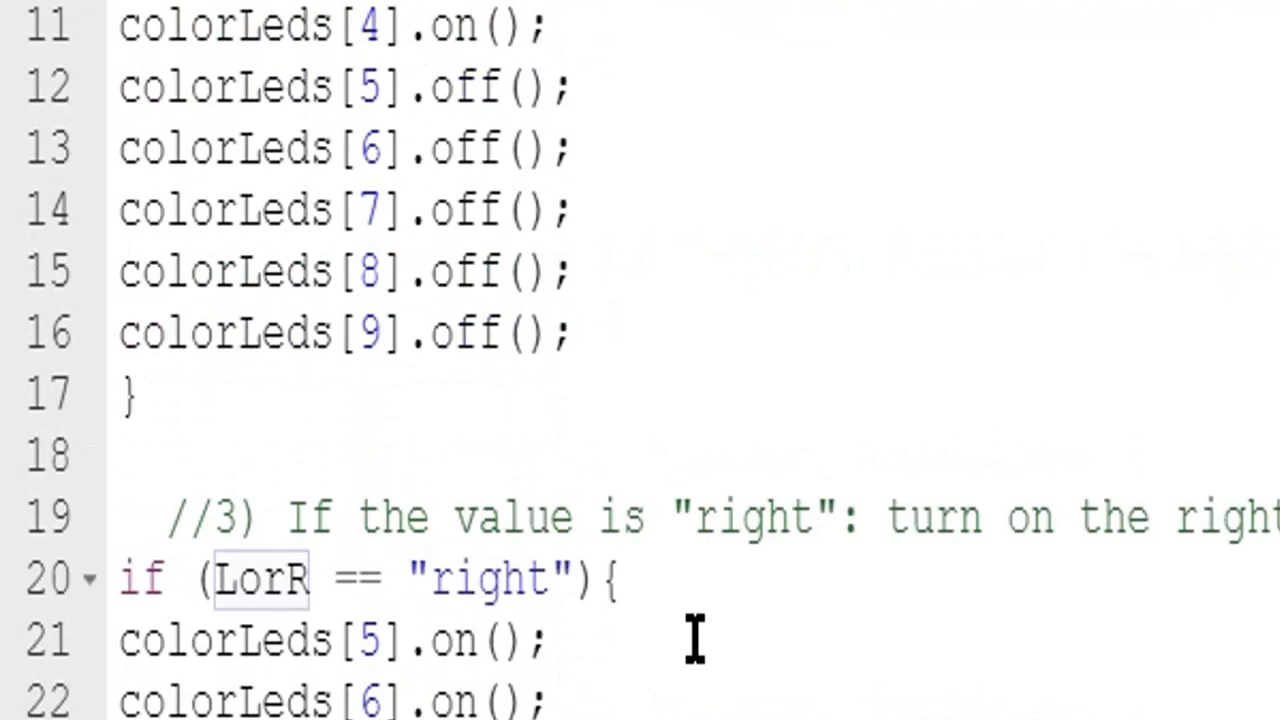 11 colorLeds[4].on();
12 colorLeds[5].off();
13 colorLeds[6].off();
14 colorLeds[7].off();
15 colorLeds[8].off();
16 colorLeds[9].off();
17 }
18
19 //3) If the value is "right": turn on the right
20 if (LorR == "right"){
21 colorLeds[5].on();
22 colorLeds[6].on();